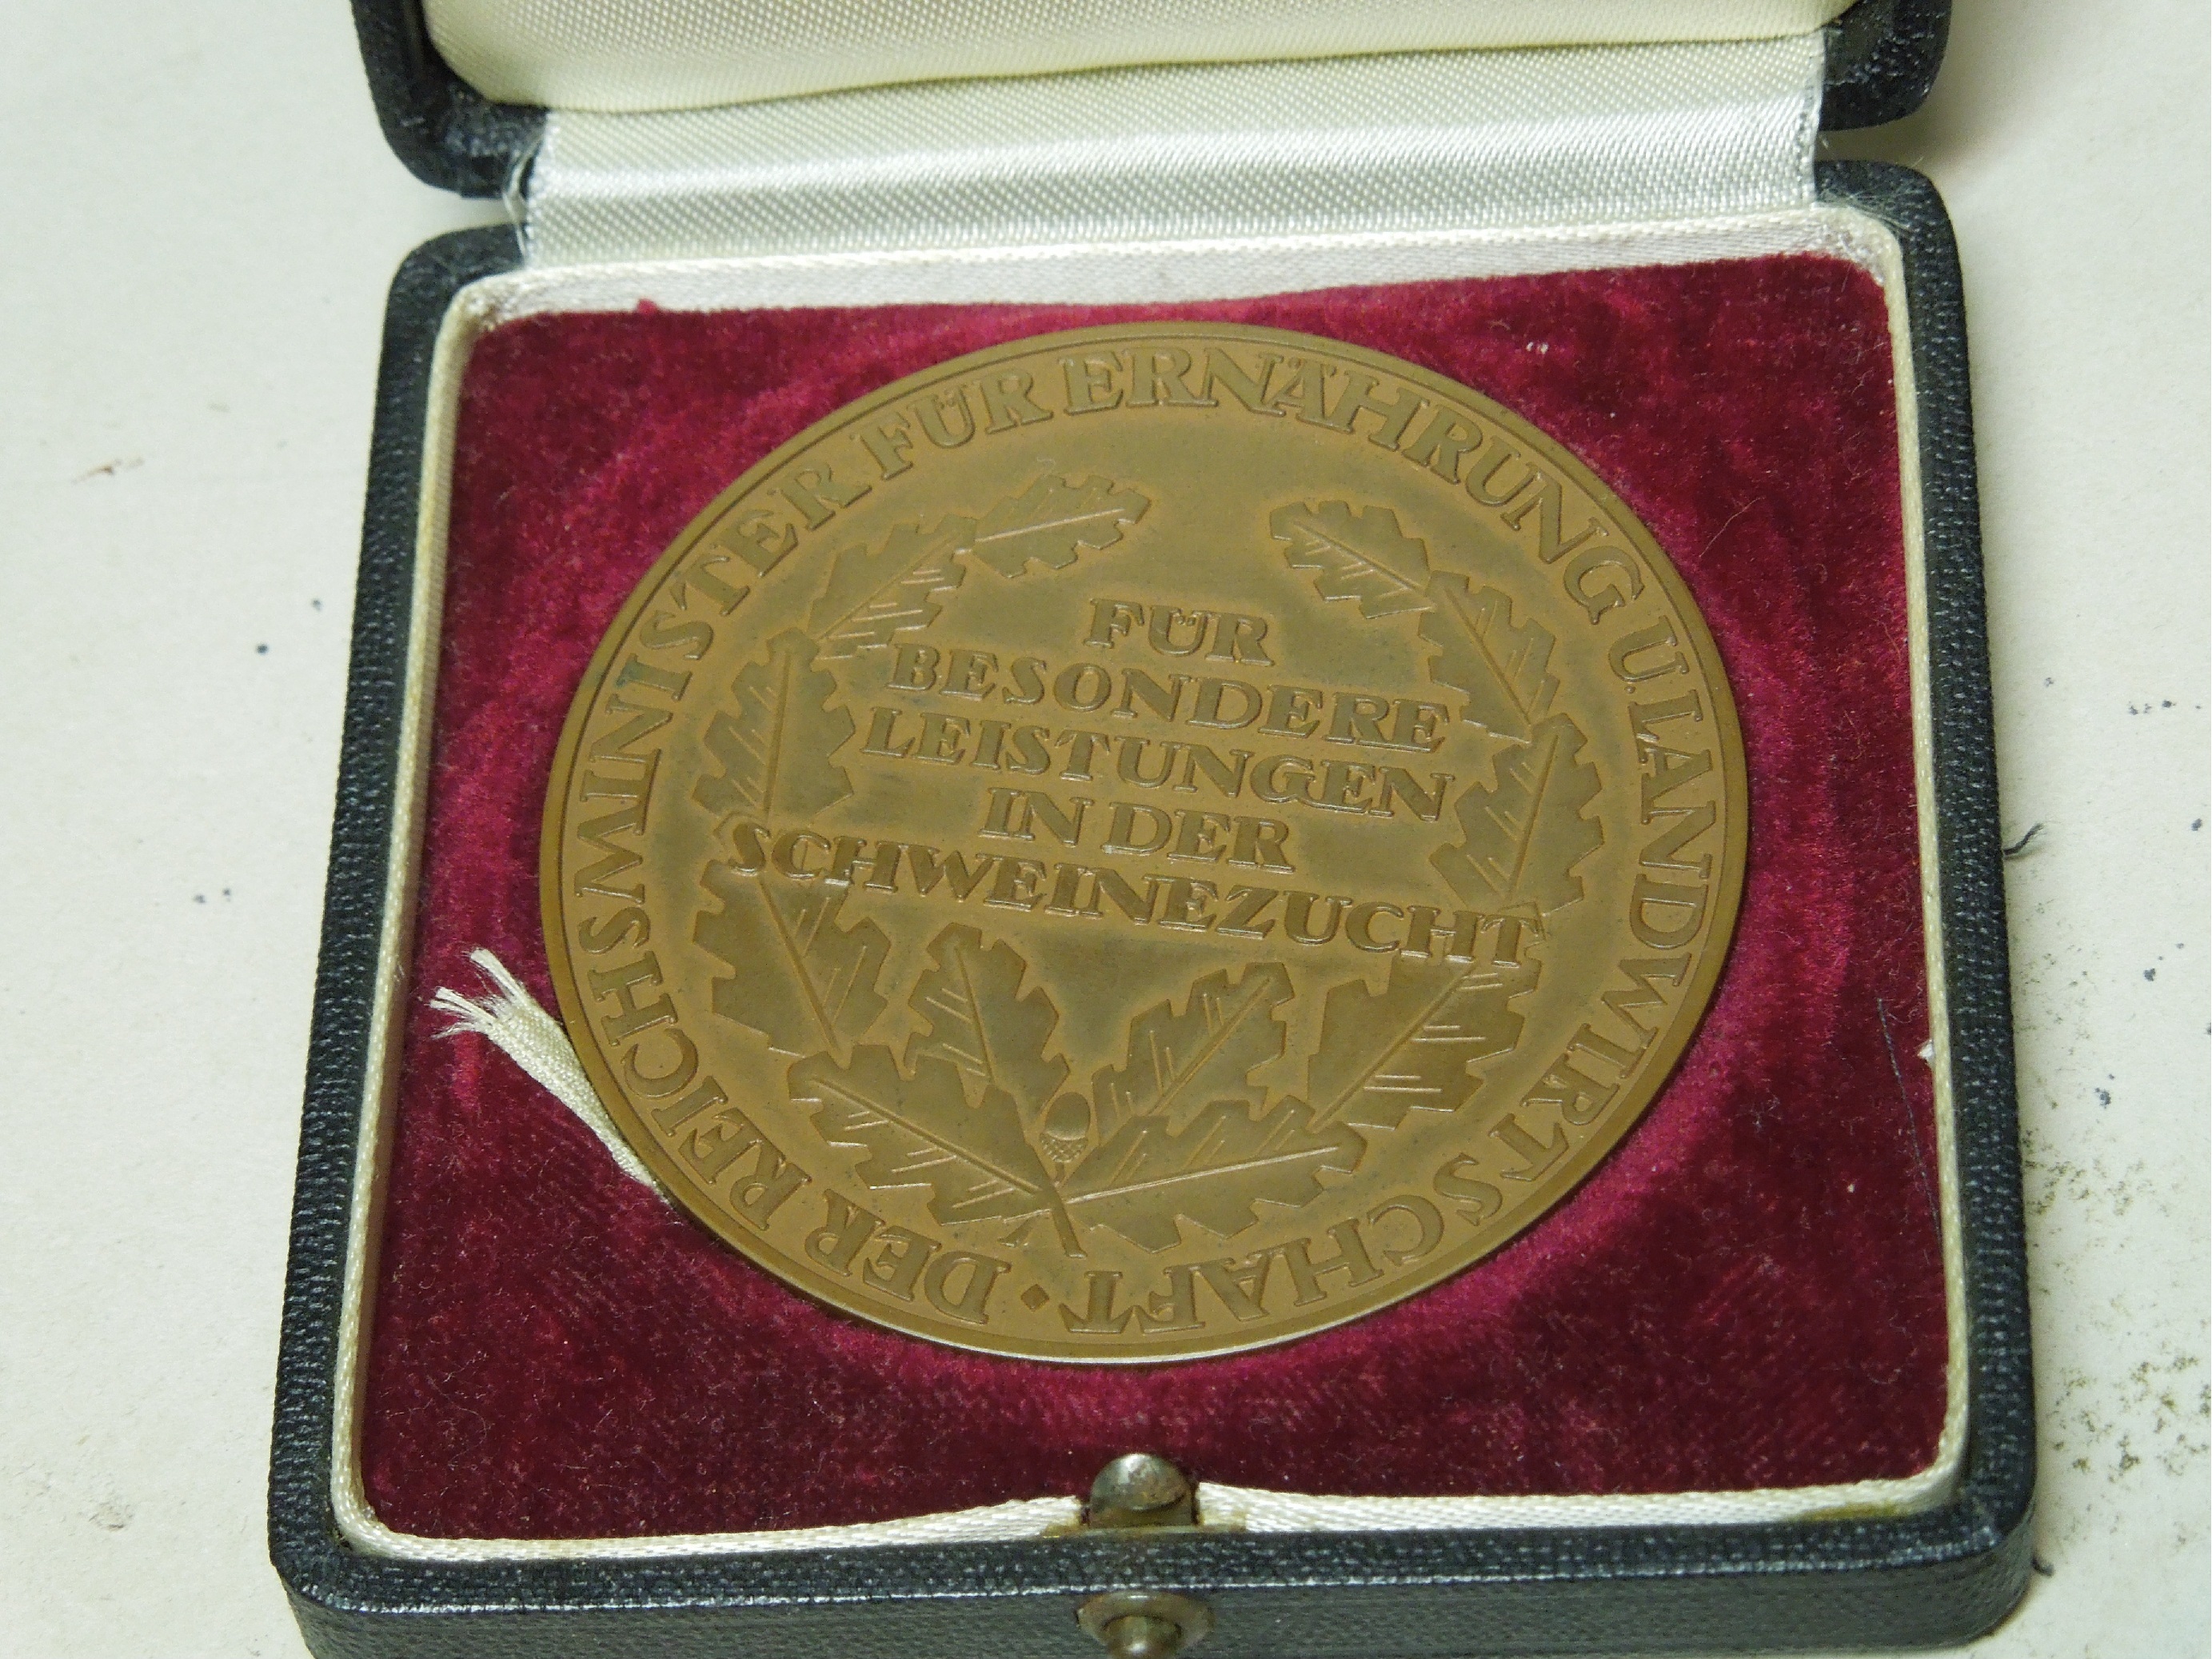 DER REICHSMINISTER FÜR ERNÄHRUNG U. LANDWIRTSCHAFT ·
FÜR
BESONDERE
LEISTUNGEN
IN DER
SCHWEINEZUCHT